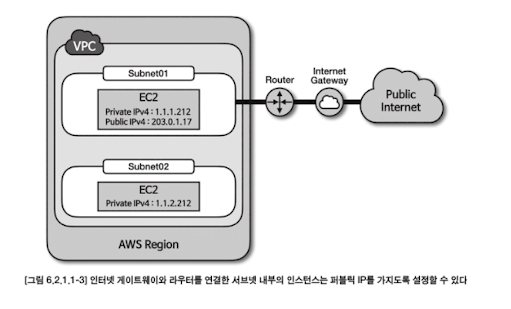 VPC
Subnet01
EC2
Private IPv4 : 1.1.1.212
Public IPv4 : 203.0.1.17
Router
Internet
Gateway
Public
Internet
Subnet02
EC2
Private IPv4 : 1.1.2.212
AWS Region
[그림 6.2.1.1-3] 인터넷 게이트웨이와 라우터를 연결한 서브넷 내부의 인스턴스는 퍼블릭 IP를 가지도록 설정할 수 있다